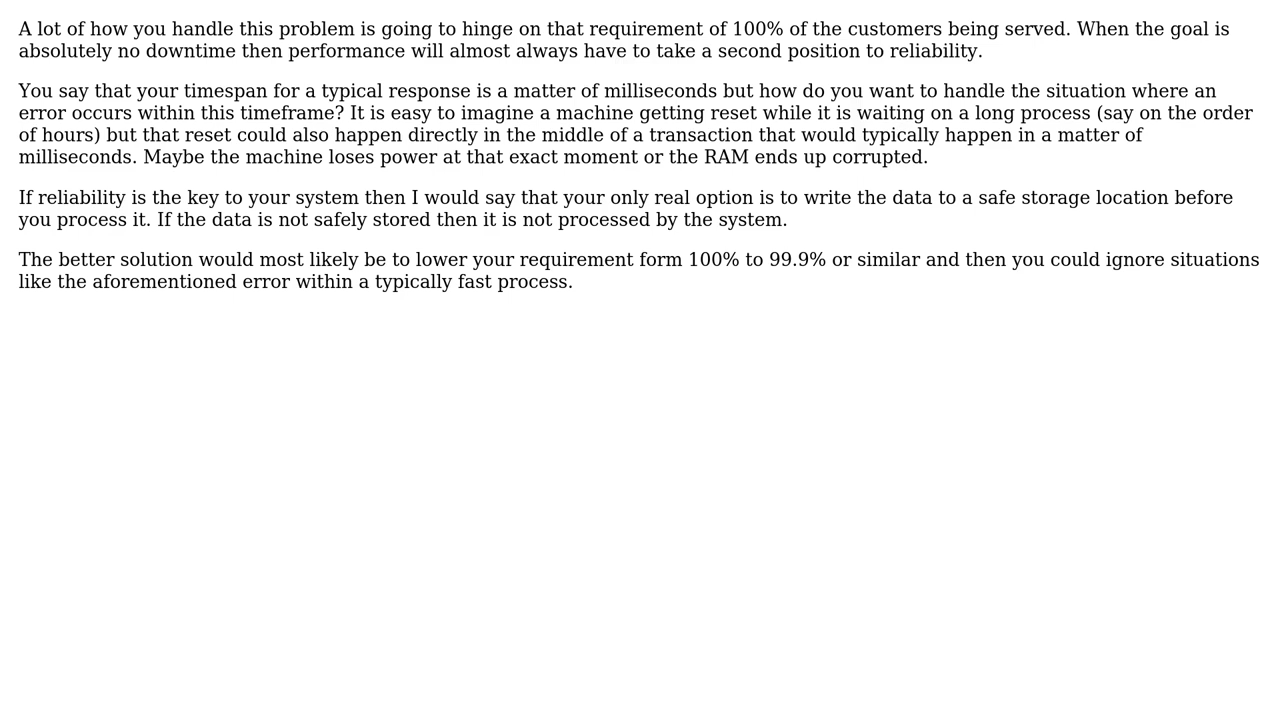 A lot of how you handle this problem is going to hinge on that requirement of 100% of the customers being served. When the goal is
absolutely no downtime then performance will almost always have to take a second position to reliability.
You say that your timespan for a typical response is a matter of milliseconds but how do you want to handle the situation where an
error occurs within this timeframe? It is easy to imagine a machine getting reset while it is waiting on a long process (say on the order
of hours) but that reset could also happen directly in the middle of a transaction that would typically happen in a matter of
milliseconds. Maybe the machine loses power at that exact moment or the RAM ends up corrupted.
If reliability is the key to your system then I would say that your only real option is to write the data to a safe storage location before
you process it. If the data is not safely stored then it is not processed by the system.
The better solution would most likely be to lower your requirement form 100% to 99.9% or similar and then you could ignore situations
like the aforementioned error within a typically fast process.